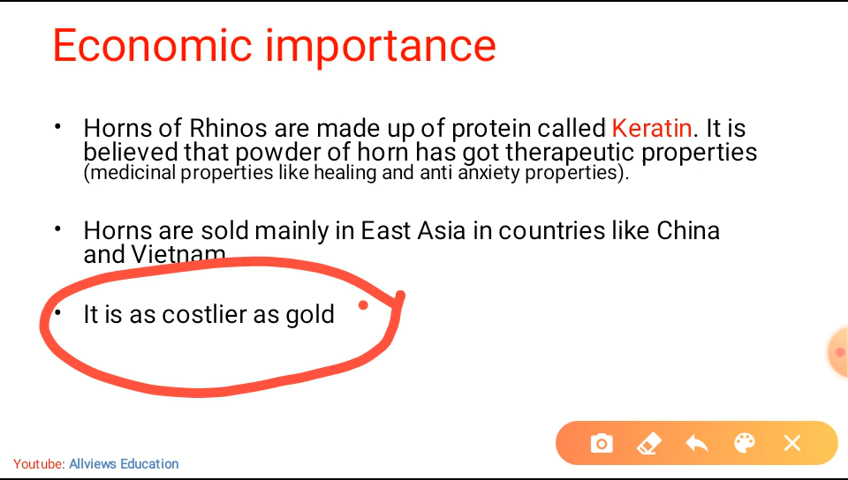 Economic importance
• Horns of Rhinos are made up of protein called Keratin. It is
believed that powder of horn has got therapeutic properties
(medicinal properties like healing and anti anxiety properties).
• Horns are sold mainly in East Asia in countries like China
and Vietnam
• It is as costlier as gold
Youtube: Allviews Education